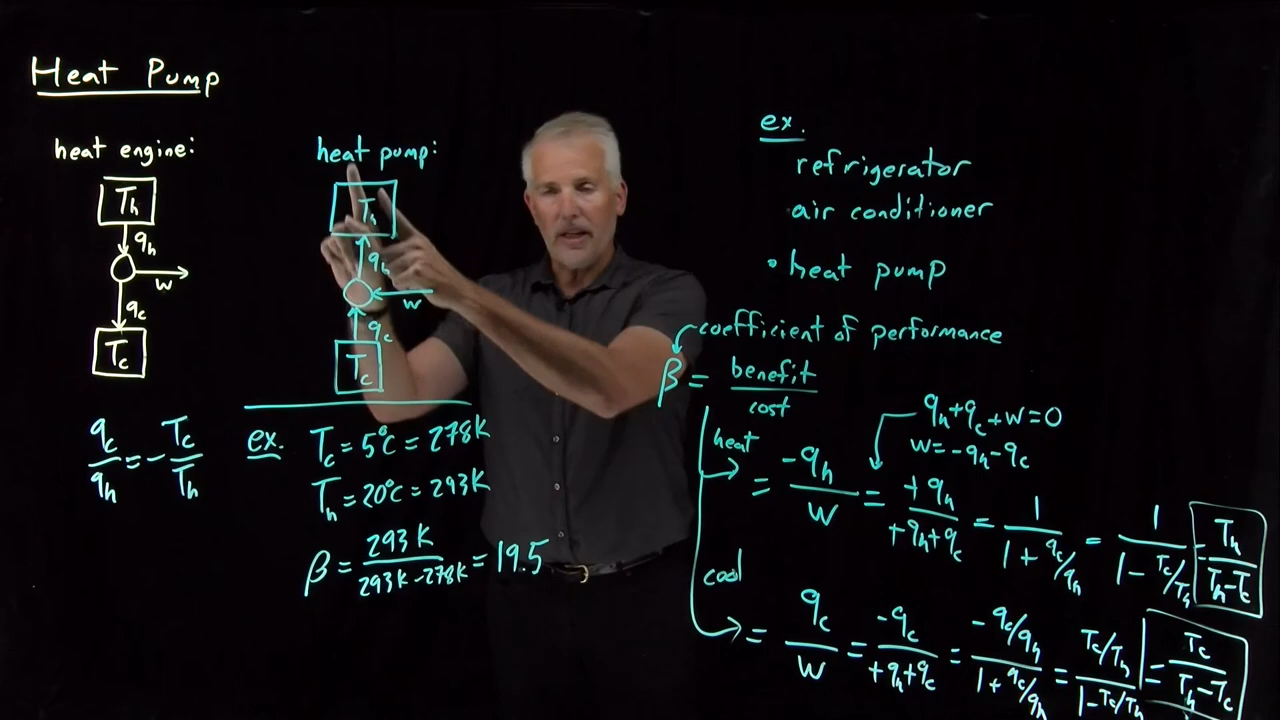 Heat Pump
heat engine:
Th
qh
w
qc
Tc
qc/qh = -Tc/Th
heat pump:
Th
qh
w
qc
Tc
ex. Tc = 5°C = 278K
Th = 20°C = 293K
β = 293K/(293K-278K) = 19.5
ex.
refrigerator
air conditioner
• heat pump
coefficient of performance
β = benefit/cost
qh+qc+w=0
w=-qh-qc
heat
= -qh/w = +qh/(+qh+qc) = 1/(1+qc/qh) = 1/(1-Tc/Th) = Th/(Th-Tc)
cool
= qc/w = -qc/(+qh+qc) = (-qc/qh)/(1+qc/qh) = (Tc/Th)/(1-Tc/Th) = Tc/(Th-Tc)